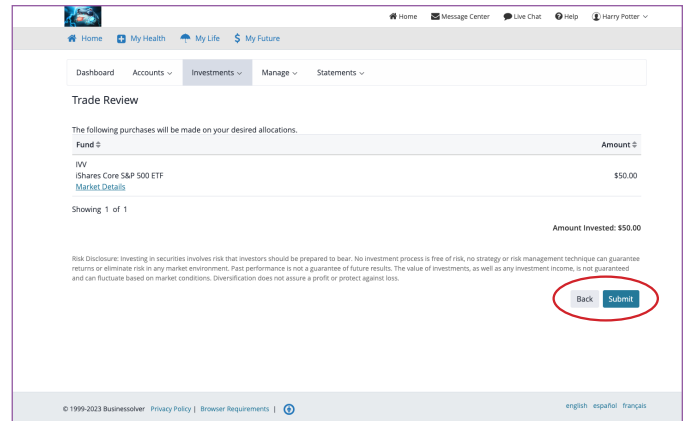 Home Message Center Live Chat Help Harry Potter
Home My Health My Life $ My Future
Dashboard Accounts Investments Manage Statements
Trade Review
The following purchases will be made on your desired allocations.
Fund Amount
IVV
iShares Core S&P 500 ETF $50.00
Market Details
Showing 1 of 1
Amount Invested: $50.00
Risk Disclosure: Investing in securities involves risk that investors should be prepared to bear. No investment process is free of risk, no strategy or risk management technique can guarantee
returns or eliminate risk in any market environment. Past performance is not a guarantee of future results. The value of investments, as well as any investment income, is not guaranteed
and can fluctuate based on market conditions. Diversification does not assure a profit or protect against loss.
Back Submit
© 1999-2023 Businessolver Privacy Policy | Browser Requirements | english español français